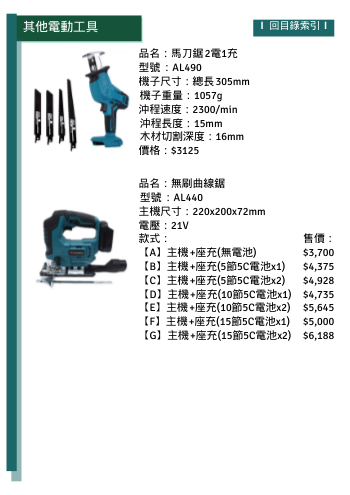 其他電動工具
I 回目錄索引 I
品名：馬刀鋸2電1充
型號：AL490
機子尺寸：總長305mm
機子重量：1057g
沖程速度：2300/min
沖程長度：15mm
木材切割深度：16mm
價格：$3125
品名：無刷曲線鋸
型號：AL440
主機尺寸：220x200x72mm
電壓：21V
款式： 售價：
【A】主機+座充(無電池) $3,700
【B】主機+座充(5節5C電池x1) $4,375
【C】主機+座充(5節5C電池x2) $4,928
【D】主機+座充(10節5C電池x1) $4,735
【E】主機+座充(10節5C電池x2) $5,645
【F】主機+座充(15節5C電池x1) $5,000
【G】主機+座充(15節5C電池x2) $6,188